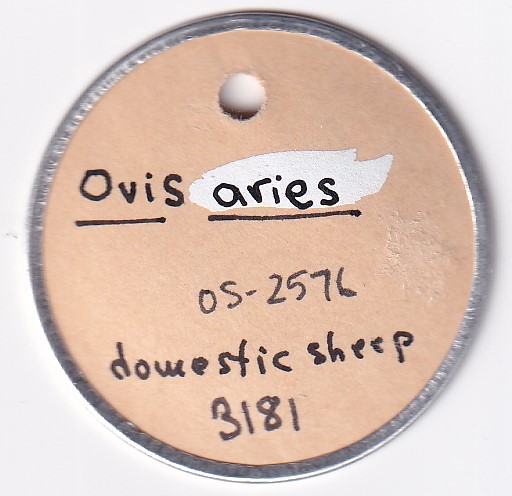 Ovis aries
OS-2576
domestic sheep
3181